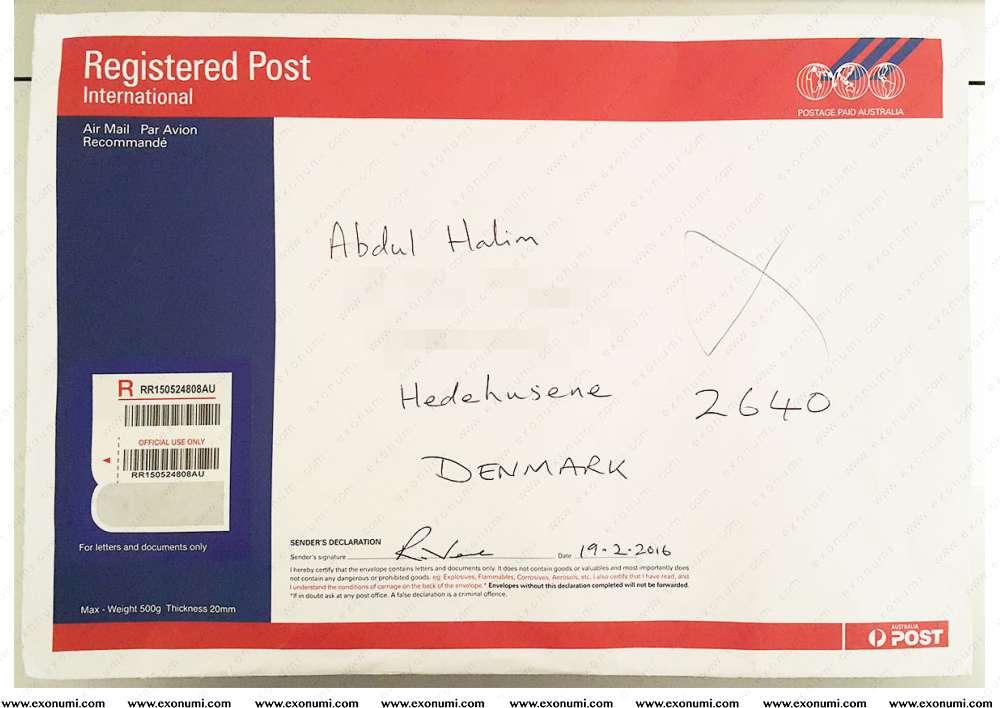 Registered Post
International
POSTAGE PAID AUSTRALIA
Air Mail Par Avion
Recommandé
Abdul Halim
Hedehusene 2640
DENMARK
R RR150524808AU
OFFICIAL USE ONLY
RR150524808AU
For letters and documents only
Max - Weight 500g Thickness 20mm
SENDER'S DECLARATION
Sender's signature Date 19.2.2016
I hereby certify that the envelope contains letters and documents only. It does not contain goods or valuables and most importantly does
not contain any dangerous or prohibited goods. eg. Explosives, Flammables, Corrosives, Aerosols, etc. I also certify that I have read, and
I understand the conditions of carriage on the back of the envelope.* Envelopes without this declaration completed will not be forwarded.
*If in doubt ask at any post office. A false declaration is a criminal offence.
AUSTRALIA
POST
www.exonumi.com www.exonumi.com www.exonumi.com www.exonumi.com www.exonumi.com www.exonumi.com www.exonumi.com www.exonumi.com